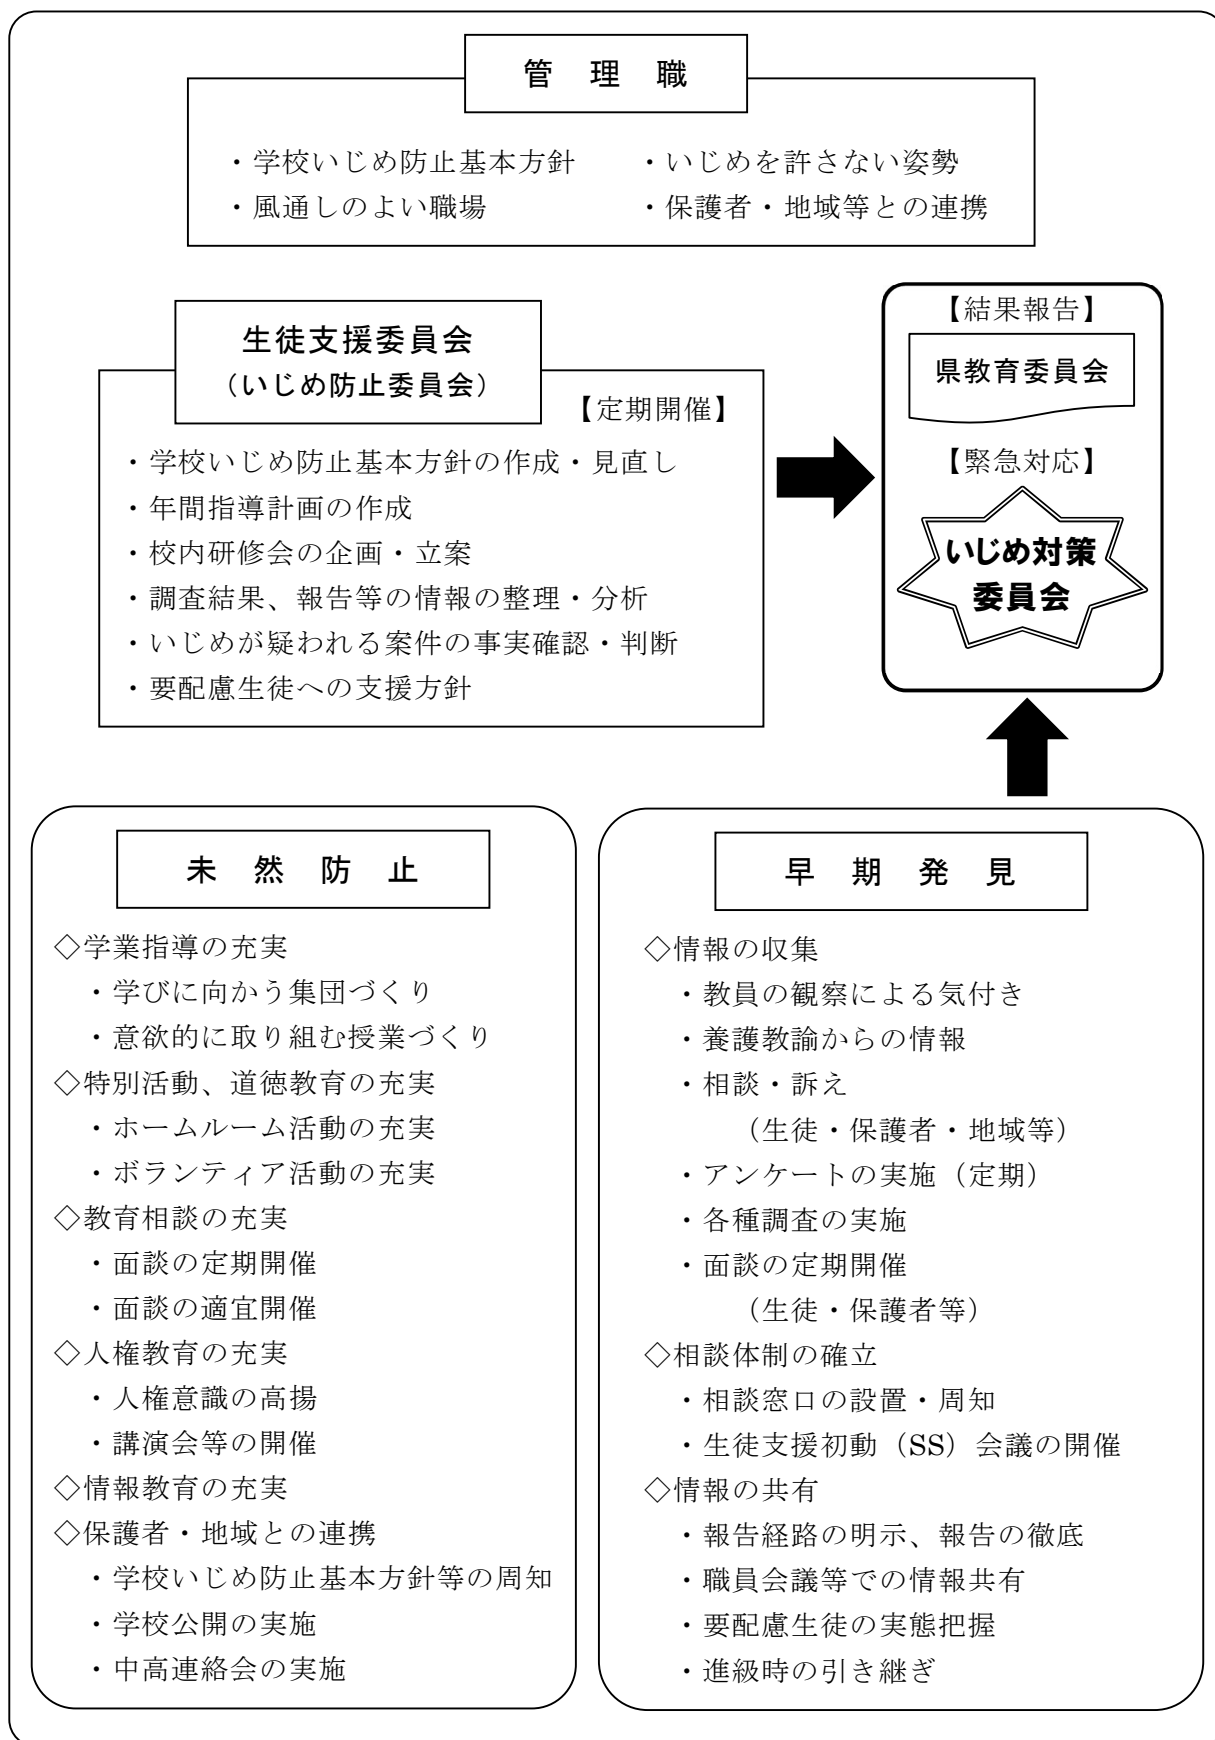 管 理 職
・学校いじめ防止基本方針 ・いじめを許さない姿勢
・風通しのよい職場 ・保護者・地域等との連携
生徒支援委員会
（いじめ防止委員会）
【定期開催】
・学校いじめ防止基本方針の作成・見直し
・年間指導計画の作成
・校内研修会の企画・立案
・調査結果、報告等の情報の整理・分析
・いじめが疑われる案件の事実確認・判断
・要配慮生徒への支援方針
【結果報告】
県教育委員会
【緊急対応】
いじめ対策
委員会
未 然 防 止
◇学業指導の充実
・学びに向かう集団づくり
・意欲的に取り組む授業づくり
◇特別活動、道徳教育の充実
・ホームルーム活動の充実
・ボランティア活動の充実
◇教育相談の充実
・面談の定期開催
・面談の適宜開催
◇人権教育の充実
・人権意識の高揚
・講演会等の開催
◇情報教育の充実
◇保護者・地域との連携
・学校いじめ防止基本方針等の周知
・学校公開の実施
・中高連絡会の実施
早 期 発 見
◇情報の収集
・教員の観察による気付き
・養護教諭からの情報
・相談・訴え
（生徒・保護者・地域等）
・アンケートの実施（定期）
・各種調査の実施
・面談の定期開催
（生徒・保護者等）
◇相談体制の確立
・相談窓口の設置・周知
・生徒支援初動（SS）会議の開催
◇情報の共有
・報告経路の明示、報告の徹底
・職員会議等での情報共有
・要配慮生徒の実態把握
・進級時の引き継ぎ